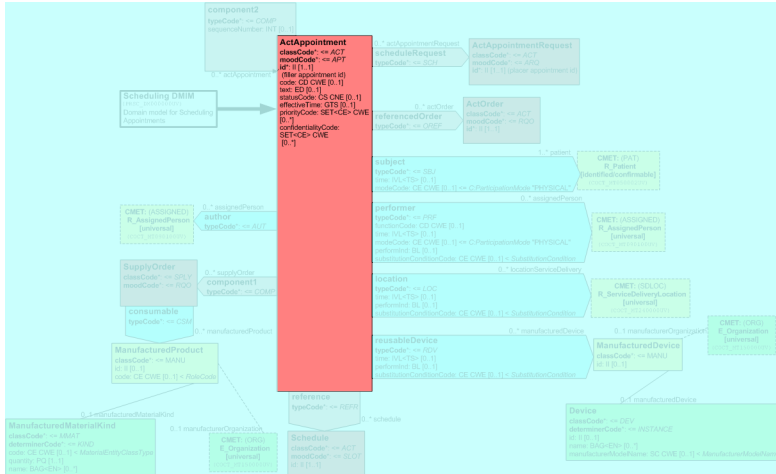 component2
typeCode*: <= COMP
sequenceNumber: INT [0..1]
0..* actAppointment
ActAppointment
classCode*: <= ACT
moodCode*: <= APT
id*: II [1..1]
(filler appointment id)
code: CD CWE [0..1]
text: ED [0..1]
statusCode: CS CNE [0..1]
effectiveTime: GTS [0..1]
priorityCode: SET<CE> CWE
[0..*]
confidentialityCode:
SET<CE> CWE
[0..*]
0..* actAppointmentRequest
scheduleRequest
typeCode*: <= SCH
ActAppointmentRequest
classCode*: <= ACT
moodCode*: <= ARQ
id*: II [1..1] (placer appointment id)
Scheduling DMIM
Domain model for Scheduling
Appointments
0..* actOrder
referencedOrder
typeCode*: <= OREF
ActOrder
classCode*: <= ACT
moodCode*: <= RQO
id*: II [1..1]
1..* patient
subject
typeCode*: <= SBJ
time: IVL<TS> [0..1]
modeCode: CE CWE [0..1] <= C:ParticipationMode "PHYSICAL"
CMET: (PAT)
R_Patient
[identified/confirmable]
0..* assignedPerson
author
typeCode*: <= AUT
CMET: (ASSIGNED)
R_AssignedPerson
[universal]
0..* assignedPerson
performer
typeCode*: <= PRF
functionCode: CD CWE [0..1]
time: IVL<TS> [0..1]
modeCode: CE CWE [0..1] <= C:ParticipationMode "PHYSICAL"
performInd: BL [0..1]
substitutionConditionCode: CE CWE [0..1] < SubstitutionCondition
CMET: (ASSIGNED)
R_AssignedPerson
[universal]
SupplyOrder
classCode*: <= SPLY
moodCode*: <= RQO
0..* supplyOrder
component1
typeCode*: <= COMP
0..* locationServiceDelivery
location
typeCode*: <= LOC
time: IVL<TS> [0..1]
performInd: BL [0..1]
substitutionConditionCode: CE CWE [0..1] < SubstitutionCondition
CMET: (SDLOC)
R_ServiceDeliveryLocation
[universal]
consumable
typeCode*: <= CSM
0..* manufacturedProduct
ManufacturedProduct
classCode*: <= MANU
id: II [0..1]
code: CE CWE [0..1] < RoleCode
0..* manufacturedDevice
reusableDevice
typeCode*: <= RDV
time: IVL<TS> [0..1]
performInd: BL [0..1]
substitutionConditionCode: CE CWE [0..1] < SubstitutionCondition
ManufacturedDevice
classCode*: <= MANU
id: II [0..1]
0..1 manufacturerOrganization
CMET: (ORG)
E_Organization
[universal]
0..1 manufacturedMaterialKind
ManufacturedMaterialKind
classCode*: <= MMAT
determinerCode*: <= KIND
code: CE CWE [0..1] < MaterialEntityClassType
quantity: PQ [1..1]
name: BAG<EN> [0..*]
0..1 manufacturerOrganization
CMET: (ORG)
E_Organization
[universal]
reference
typeCode*: <= REFR
0..* schedule
Schedule
classCode*: <= ACT
moodCode*: <= SLOT
id*: II [1..1]
0..1 manufacturedDevice
Device
classCode*: <= DEV
determinerCode*: <= INSTANCE
id: II [0..1]
name: BAG<EN> [0..*]
manufacturerModelName: SC CWE [0..1] < ManufacturerModelName